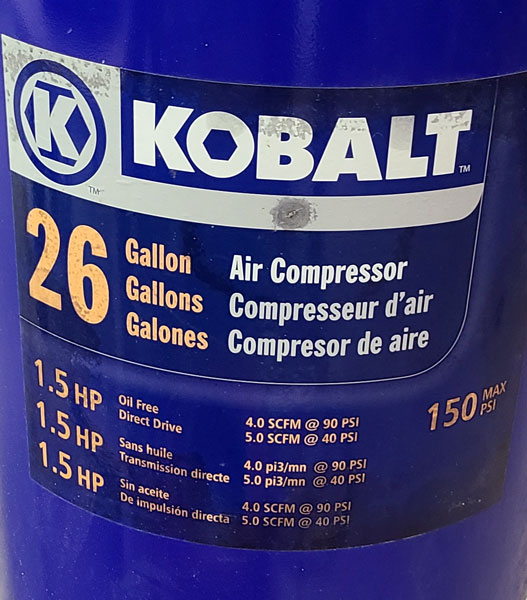 K
TM
KOBALT
TM
26 Gallon Air Compressor
Gallons Compresseur d'air
Galones Compresor de aire
1.5 HP Oil Free
Direct Drive 4.0 SCFM @ 90 PSI
5.0 SCFM @ 40 PSI
1.5 HP Sans huile
Transmission directe 4.0 pi3/mn @ 90 PSI
5.0 pi3/mn @ 40 PSI
1.5 HP Sin aceite
De impulsión directa 4.0 SCFM @ 90 PSI
5.0 SCFM @ 40 PSI
150 MAX
PSI